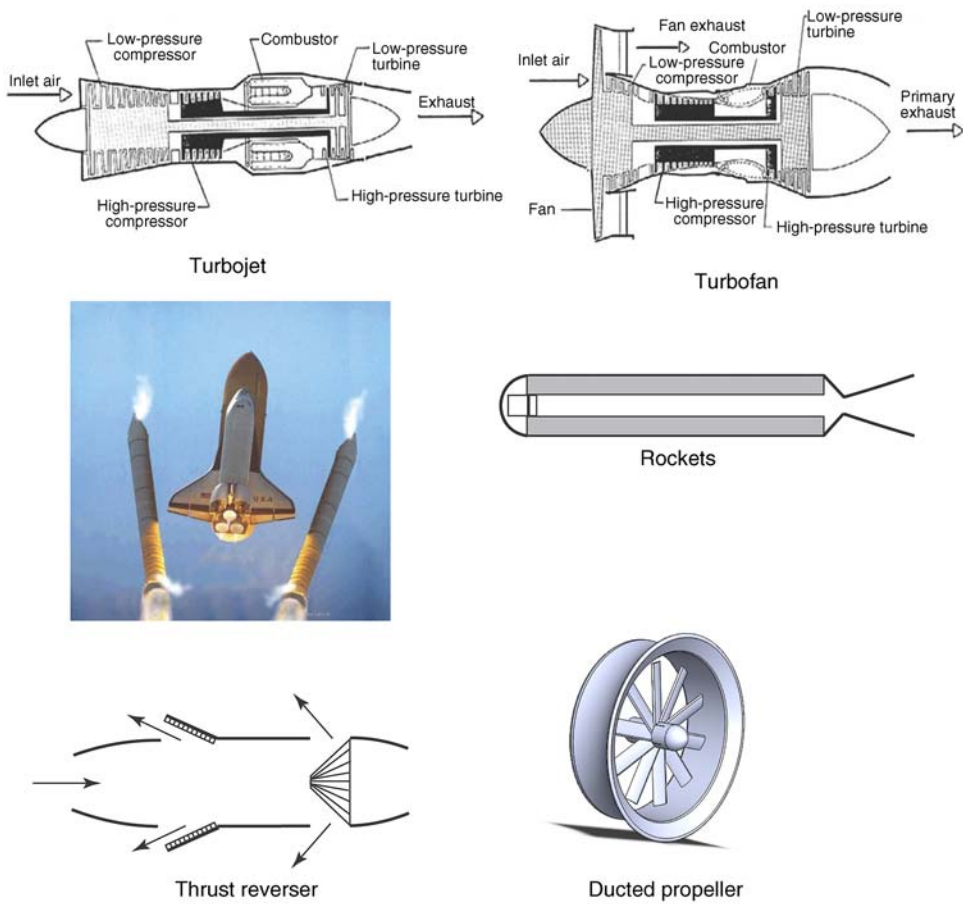 Low-pressure
compressor
Combustor
Low-pressure
turbine
Inlet air
Exhaust
High-pressure
compressor
High-pressure turbine
Turbojet
Low-pressure
turbine
Fan exhaust
Combustor
Inlet air
Low-pressure
compressor
Primary
exhaust
Fan
High-pressure
compressor
High-pressure turbine
Turbofan
USA
Rockets
Thrust reverser
Ducted propeller